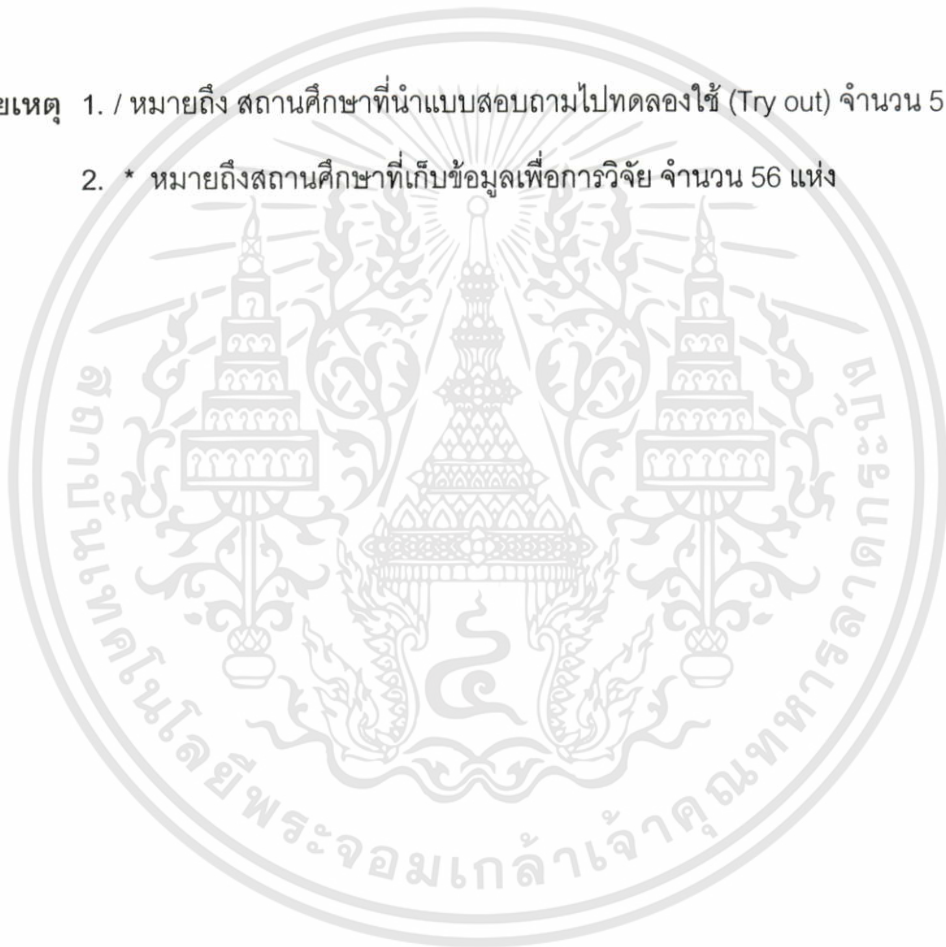 ยเหตุ 1. / หมายถึง สถานศึกษาที่นำแบบสอบถามไปทดลองใช้ (Try out) จำนวน 5
2. * หมายถึงสถานศึกษาที่เก็บข้อมูลเพื่อการวิจัย จำนวน 56 แห่ง
สถาบันเทคโนโลยีพระจอมเกล้าเจ้าคุณทหารลาดกระบัง